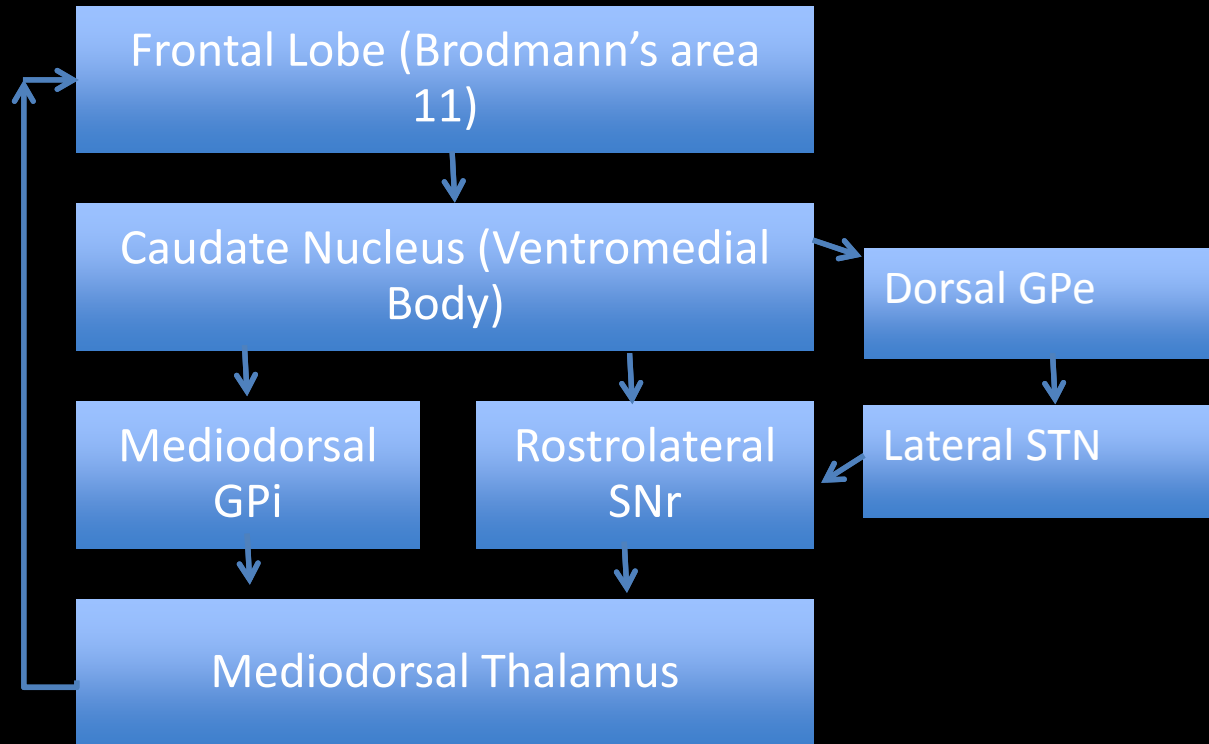 Frontal Lobe (Brodmann’s area
11)
Caudate Nucleus (Ventromedial
Body)
Dorsal GPe
Mediodorsal
GPi
Rostrolateral
SNr
Lateral STN
Mediodorsal Thalamus